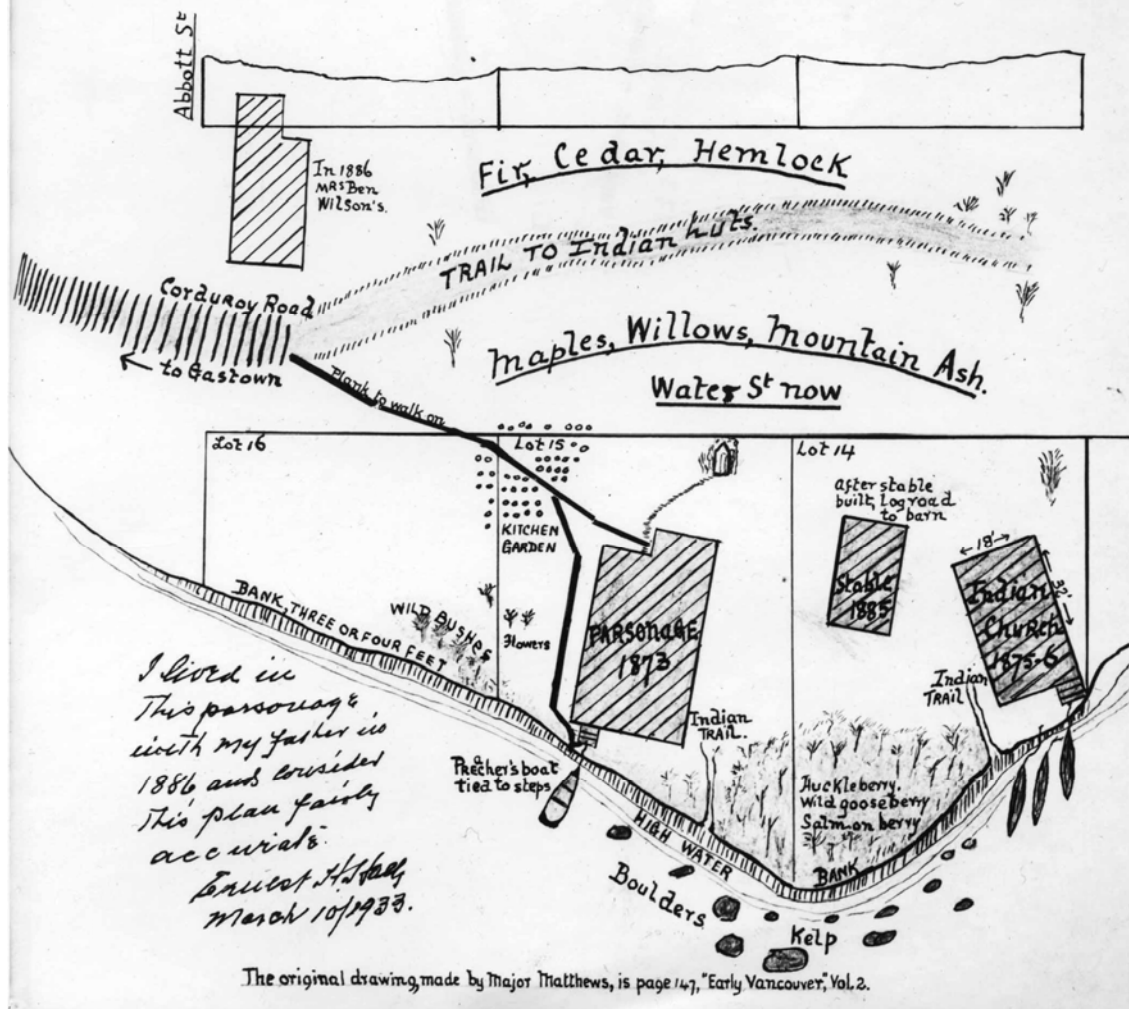 Abbott St
Fir, Cedar, Hemlock
In 1886
MRS Ben
Wilson's.
TRAIL TO Indian huts.
Corduroy Road
← to Gastown
Maples, Willows, Mountain Ash.
Water St now
Plank to walk on
Lot 16
Lot 15
Lot 14
After stable
built, log road
to barn
KITCHEN
GARDEN
Stable
1885
18'
32'
Indian
Church
1875-6
PARSONAGE
1873
BANK, THREE OR FOUR FEET
WILD BUSHES
Flowers
Indian
TRAIL.
Indian
TRAIL
I lived in
This parsonage
with my father in
1886 and consider
This plan fairly
accurate.
Ernest
March 10/1933.
Preacher's boat
tied to steps
Huckleberry.
Wild gooseberry
Salmon berry
HIGH WATER
BANK
Boulders
Kelp
The original drawing, made by Major Matthews, is page 147, "Early Vancouver," Vol. 2.